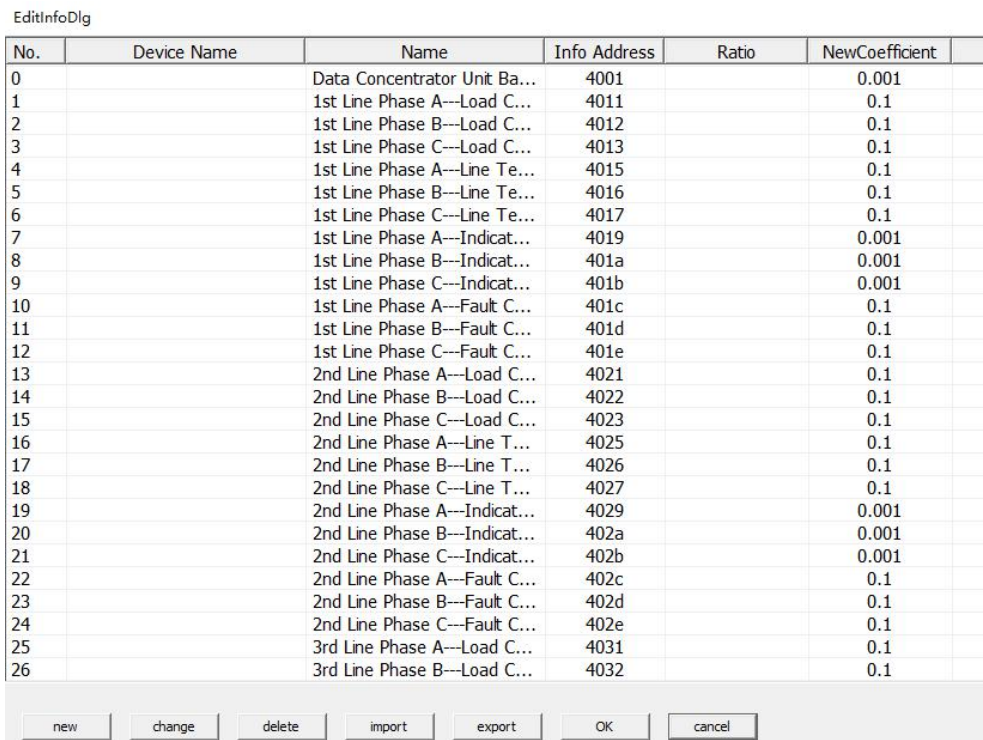 EditInfoDlg
No. Device Name Name Info Address Ratio NewCoefficient
0 Data Concentrator Unit Ba... 4001 0.001
1 1st Line Phase A---Load C... 4011 0.1
2 1st Line Phase B---Load C... 4012 0.1
3 1st Line Phase C---Load C... 4013 0.1
4 1st Line Phase A---Line Te... 4015 0.1
5 1st Line Phase B---Line Te... 4016 0.1
6 1st Line Phase C---Line Te... 4017 0.1
7 1st Line Phase A---Indicat... 4019 0.001
8 1st Line Phase B---Indicat... 401a 0.001
9 1st Line Phase C---Indicat... 401b 0.001
10 1st Line Phase A---Fault C... 401c 0.1
11 1st Line Phase B---Fault C... 401d 0.1
12 1st Line Phase C---Fault C... 401e 0.1
13 2nd Line Phase A---Load C... 4021 0.1
14 2nd Line Phase B---Load C... 4022 0.1
15 2nd Line Phase C---Load C... 4023 0.1
16 2nd Line Phase A---Line T... 4025 0.1
17 2nd Line Phase B---Line T... 4026 0.1
18 2nd Line Phase C---Line T... 4027 0.1
19 2nd Line Phase A---Indicat... 4029 0.001
20 2nd Line Phase B---Indicat... 402a 0.001
21 2nd Line Phase C---Indicat... 402b 0.001
22 2nd Line Phase A---Fault C... 402c 0.1
23 2nd Line Phase B---Fault C... 402d 0.1
24 2nd Line Phase C---Fault C... 402e 0.1
25 3rd Line Phase A---Load C... 4031 0.1
26 3rd Line Phase B---Load C... 4032 0.1
new change delete import export OK cancel